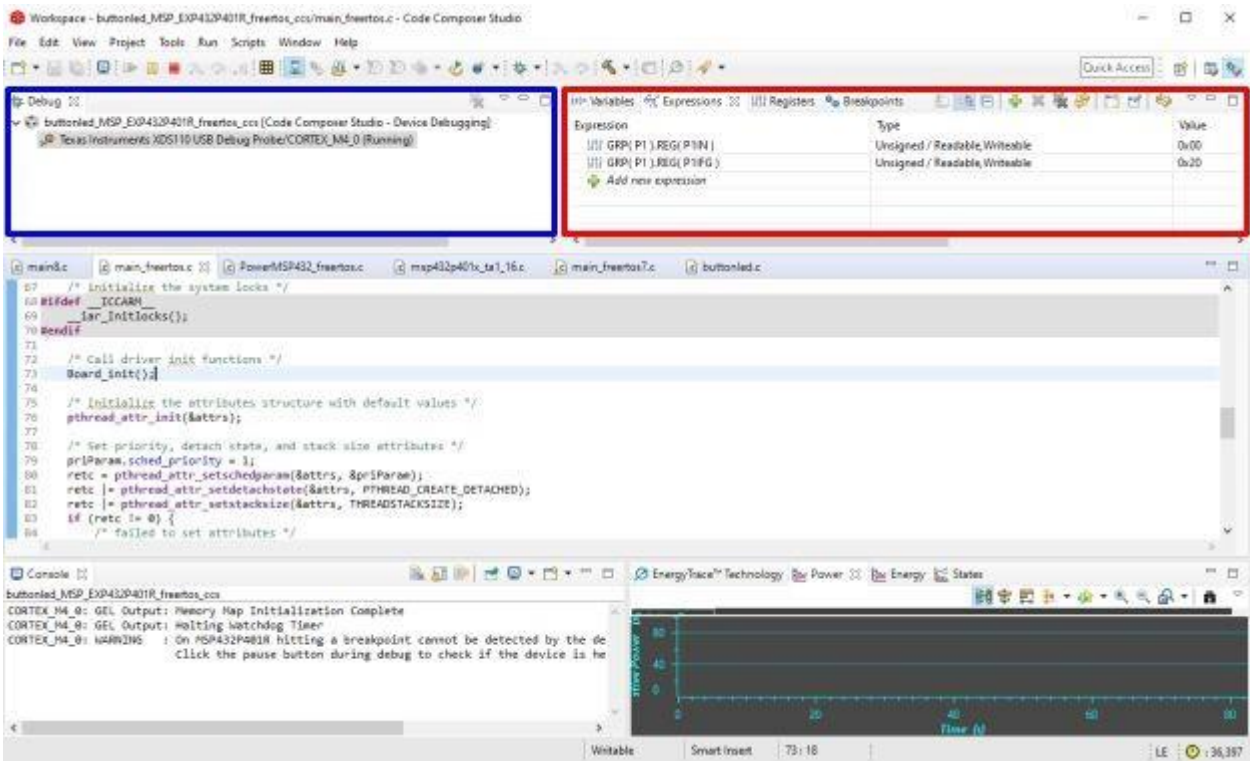 Workspace - buttonled_MSP_EXP432P401R_freertos_ccs/main_freertos.c - Code Composer Studio
File Edit View Project Tools Run Scripts Window Help
Quick Access
Debug
buttonled_MSP_EXP432P401R_freertos_ccs [Code Composer Studio - Device Debugging]
Texas Instruments XDS110 USB Debug Probe/CORTEX_M4_0 (Running)
Variables Expressions Registers Breakpoints
Expression Type Value
GRP( P1 ).REG( P1IN ) Unsigned / Readable,Writeable 0x00
GRP( P1 ).REG( P1IFG ) Unsigned / Readable,Writeable 0x20
Add new expression
main8.c main_freertos.c PowerMSP432_freertos.c msp432p401x_ta1_16.c main_freertos7.c buttonled.c
67 /* initialize the system locks */
68 #ifdef __ICCARM__
69 __iar_Initlocks();
70 #endif
71
72 /* Call driver init functions */
73 Board_init();
74
75 /* Initialize the attributes structure with default values */
76 pthread_attr_init(&attrs);
77
78 /* Set priority, detach state, and stack size attributes */
79 priParam.sched_priority = 1;
80 retc = pthread_attr_setschedparam(&attrs, &priParam);
81 retc |= pthread_attr_setdetachstate(&attrs, PTHREAD_CREATE_DETACHED);
82 retc |= pthread_attr_setstacksize(&attrs, THREADSTACKSIZE);
83 if (retc != 0) {
84 /* failed to set attributes */
Console
buttonled_MSP_EXP432P401R_freertos_ccs
CORTEX_M4_0: GEL Output: Memory Map Initialization Complete
CORTEX_M4_0: GEL Output: Halting Watchdog Timer
CORTEX_M4_0: WARNING : On MSP432P401R hitting a breakpoint cannot be detected by the de
Click the pause button during debug to check if the device is he
EnergyTrace™ Technology Power Energy States
80
40
0
0 20 40 60 80
Time (s)
Writable Smart Insert 73 : 18 LE : 36,397